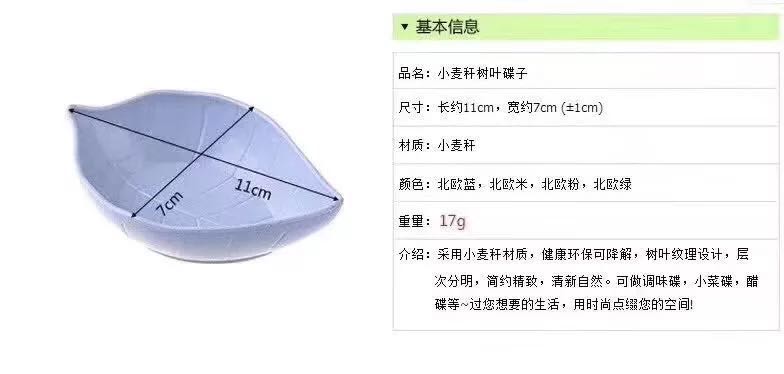 11cm
7cm
▼ 基本信息
品名：小麦秆树叶碟子
尺寸：长约11cm，宽约7cm (±1cm)
材质：小麦秆
颜色：北欧蓝，北欧米，北欧粉，北欧绿
重量：17g
介绍：采用小麦秆材质，健康环保可降解，树叶纹理设计，层
次分明，简约精致，清新自然。可做调味碟，小菜碟，醋
碟等~过您想要的生活，用时尚点缀您的空间!